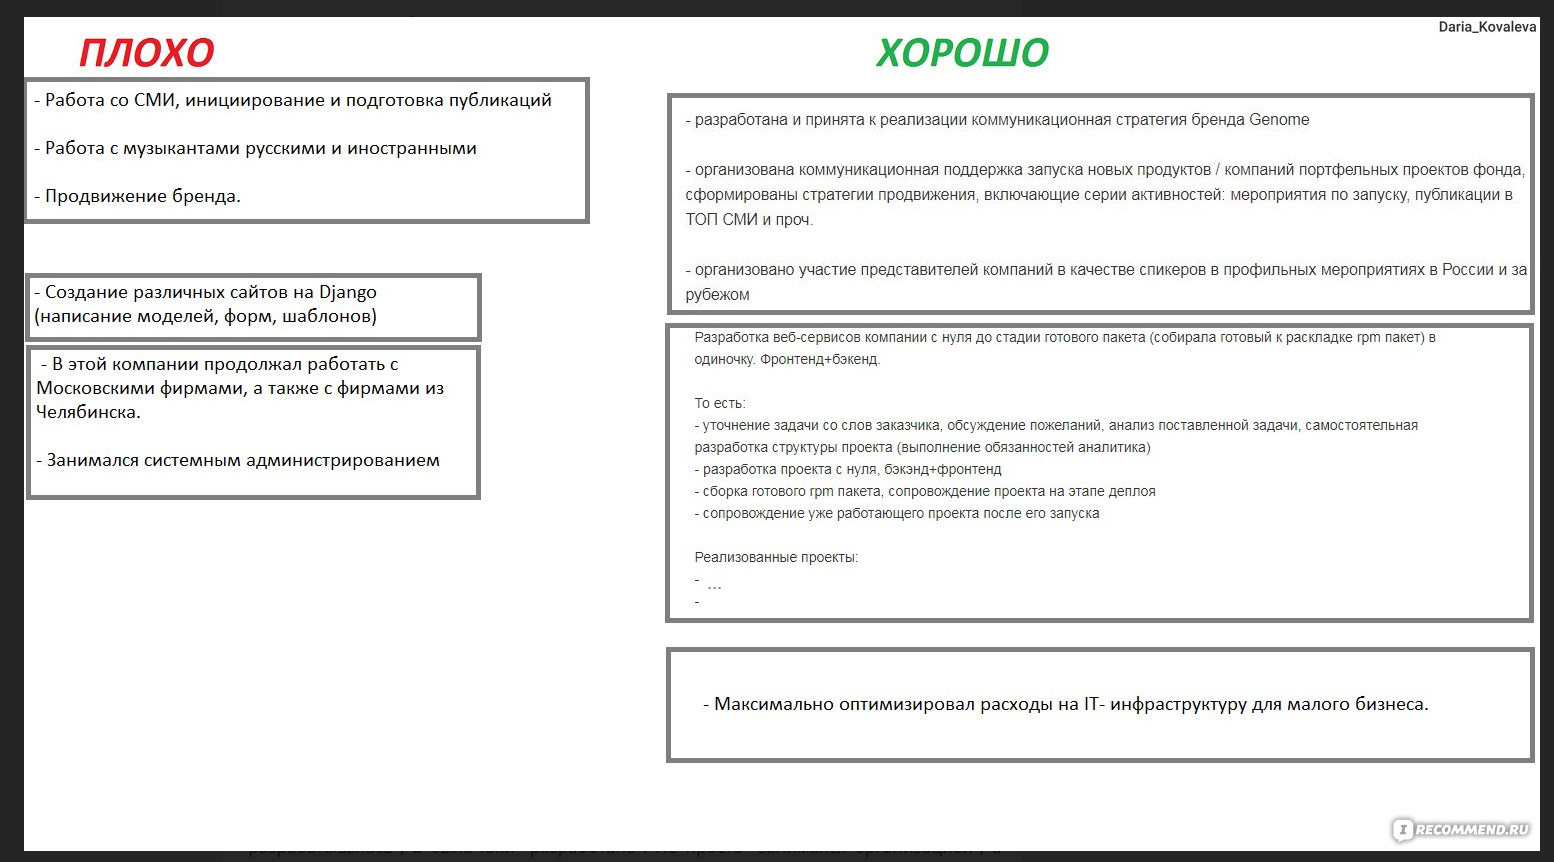 Daria_Kovaleva
ПЛОХО
- Работа со СМИ, инициирование и подготовка публикаций
- Работа с музыкантами русскими и иностранными
- Продвижение бренда.
- Создание различных сайтов на Django
(написание моделей, форм, шаблонов)
- В этой компании продолжал работать с
Московскими фирмами, а также с фирмами из
Челябинска.
- Занимался системным администрированием
ХОРОШО
- разработана и принята к реализации коммуникационная стратегия бренда Genome
- организована коммуникационная поддержка запуска новых продуктов / компаний портфельных проектов фонда,
сформированы стратегии продвижения, включающие серии активностей: мероприятия по запуску, публикации в
ТОП СМИ и проч.
- организовано участие представителей компаний в качестве спикеров в профильных мероприятиях в России и за
рубежом
Разработка веб-сервисов компании с нуля до стадии готового пакета (собирала готовый к раскладке rpm пакет) в
одиночку. Фронтенд+бэкенд.
То есть:
- уточнение задачи со слов заказчика, обсуждение пожеланий, анализ поставленной задачи, самостоятельная
разработка структуры проекта (выполнение обязанностей аналитика)
- разработка проекта с нуля, бэкэнд+фронтенд
- сборка готового rpm пакета, сопровождение проекта на этапе деплоя
- сопровождение уже работающего проекта после его запуска
Реализованные проекты:
- ...
-
- Максимально оптимизировал расходы на IT- инфраструктуру для малого бизнеса.
IRECOMMEND.RU